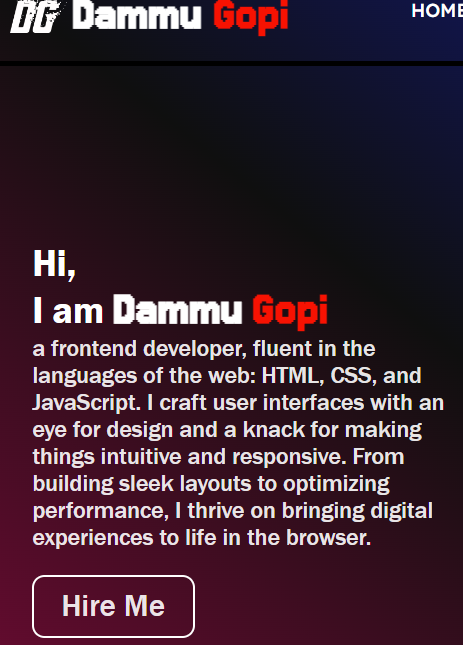 DG Dammu Gopi HOME
Hi,
I am Dammu Gopi
a frontend developer, fluent in the
languages of the web: HTML, CSS, and
JavaScript. I craft user interfaces with an
eye for design and a knack for making
things intuitive and responsive. From
building sleek layouts to optimizing
performance, I thrive on bringing digital
experiences to life in the browser.
Hire Me